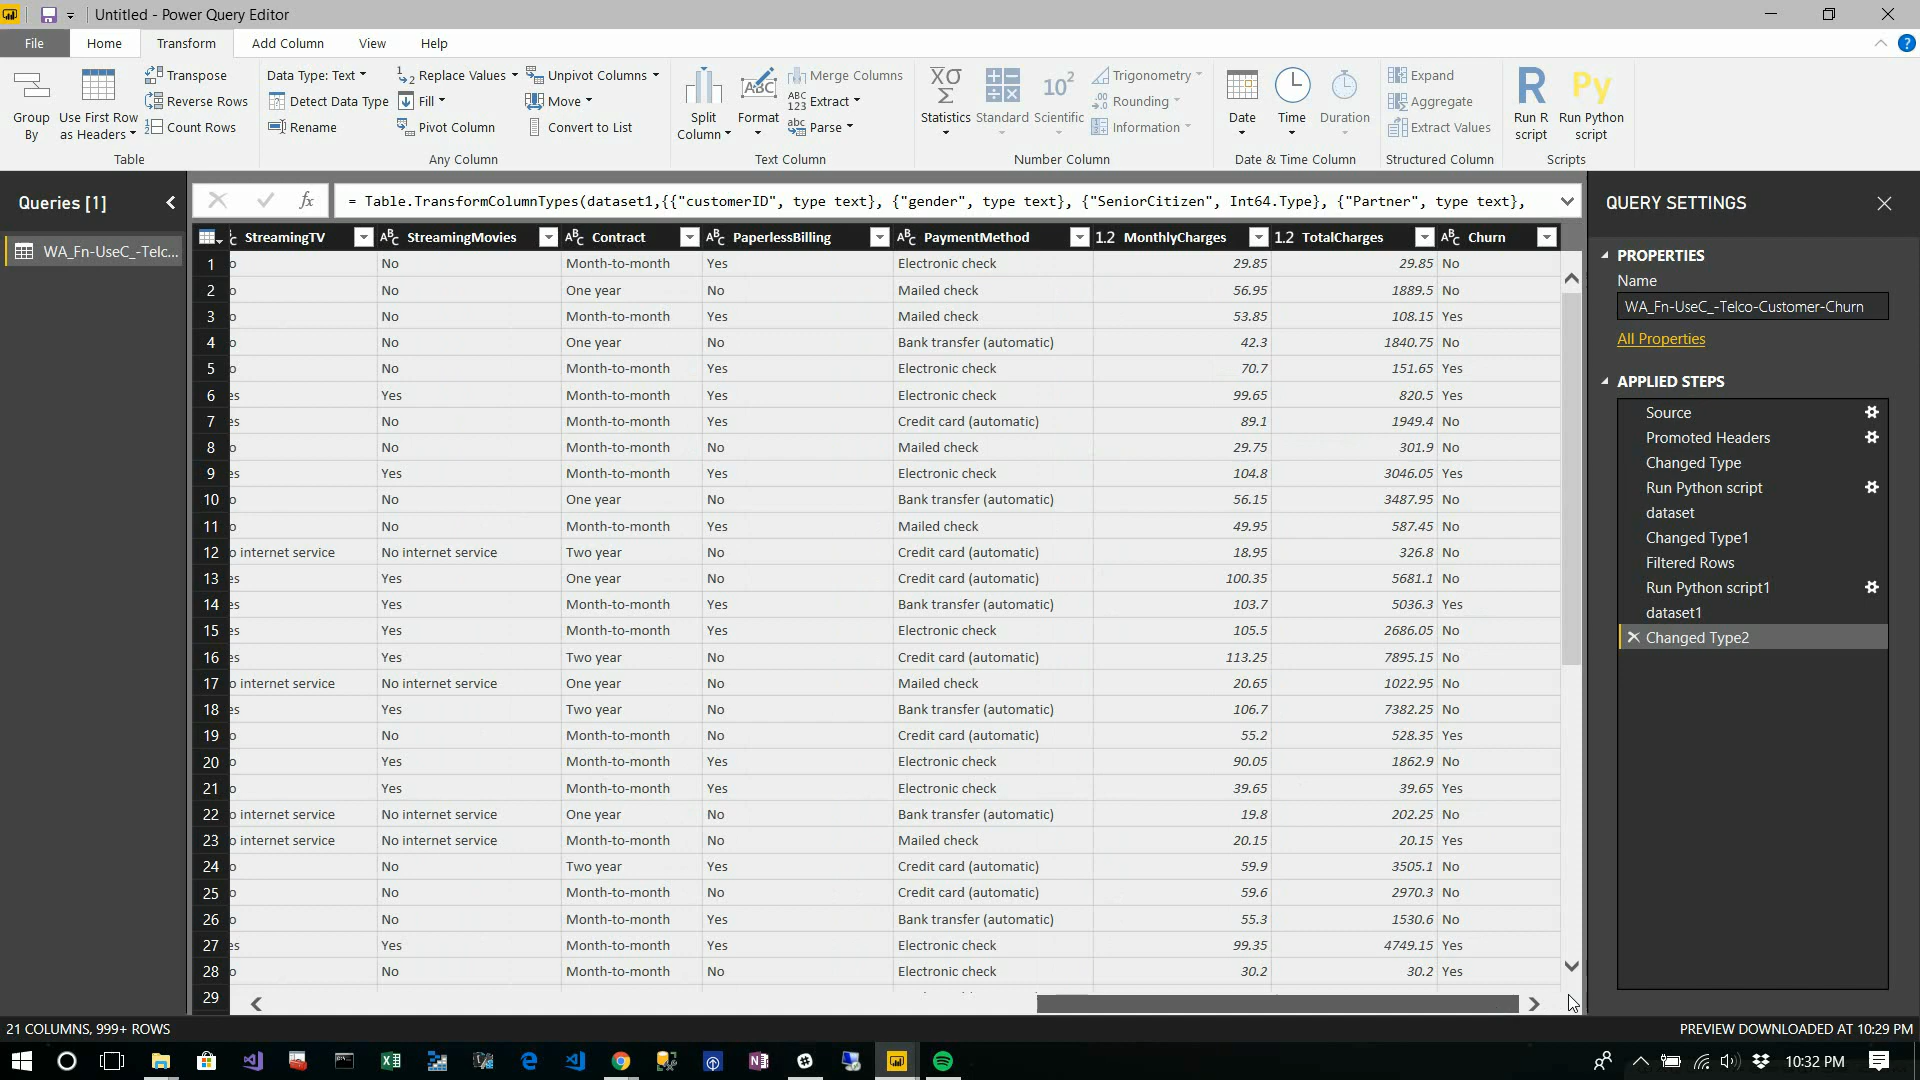 Untitled - Power Query Editor
File Home Transform Add Column View Help
Group By
Use First Row as Headers
Transpose
Reverse Rows
Count Rows
Table
Data Type: Text
Detect Data Type
Rename
Replace Values
Fill
Pivot Column
Unpivot Columns
Move
Convert to List
Any Column
Split Column
Format
Merge Columns
Extract
Parse
Text Column
Statistics
Standard
Scientific
Trigonometry
Rounding
Information
Number Column
Date
Time
Duration
Date & Time Column
Expand
Aggregate
Extract Values
Structured Column
Run R script
Run Python script
Scripts
Queries [1]
WA_Fn-UseC_-Telc...
= Table.TransformColumnTypes(dataset1,{{"customerID", type text}, {"gender", type text}, {"SeniorCitizen", Int64.Type}, {"Partner", type text},
StreamingTV StreamingMovies Contract PaperlessBilling PaymentMethod 1.2 MonthlyCharges 1.2 TotalCharges Churn
1 o No Month-to-month Yes Electronic check 29.85 29.85 No
2 o No One year No Mailed check 56.95 1889.5 No
3 o No Month-to-month Yes Mailed check 53.85 108.15 Yes
4 o No One year No Bank transfer (automatic) 42.3 1840.75 No
5 o No Month-to-month Yes Electronic check 70.7 151.65 Yes
6 es Yes Month-to-month Yes Electronic check 99.65 820.5 Yes
7 es No Month-to-month Yes Credit card (automatic) 89.1 1949.4 No
8 o No Month-to-month No Mailed check 29.75 301.9 No
9 es Yes Month-to-month Yes Electronic check 104.8 3046.05 Yes
10 o No One year No Bank transfer (automatic) 56.15 3487.95 No
11 o No Month-to-month Yes Mailed check 49.95 587.45 No
12 o internet service No internet service Two year No Credit card (automatic) 18.95 326.8 No
13 es Yes One year No Credit card (automatic) 100.35 5681.1 No
14 es Yes Month-to-month Yes Bank transfer (automatic) 103.7 5036.3 Yes
15 es Yes Month-to-month Yes Electronic check 105.5 2686.05 No
16 es Yes Two year No Credit card (automatic) 113.25 7895.15 No
17 o internet service No internet service One year No Mailed check 20.65 1022.95 No
18 es Yes Two year No Bank transfer (automatic) 106.7 7382.25 No
19 o No Month-to-month No Credit card (automatic) 55.2 528.35 Yes
20 o Yes Month-to-month Yes Electronic check 90.05 1862.9 No
21 o Yes Month-to-month Yes Electronic check 39.65 39.65 Yes
22 o internet service No internet service One year No Bank transfer (automatic) 19.8 202.25 No
23 o internet service No internet service Month-to-month No Mailed check 20.15 20.15 Yes
24 o No Two year Yes Credit card (automatic) 59.9 3505.1 No
25 o No Month-to-month No Credit card (automatic) 59.6 2970.3 No
26 o No Month-to-month Yes Bank transfer (automatic) 55.3 1530.6 No
27 es Yes Month-to-month Yes Electronic check 99.35 4749.15 Yes
28 o No Month-to-month No Electronic check 30.2 30.2 Yes
29
QUERY SETTINGS
PROPERTIES
Name
WA_Fn-UseC_-Telco-Customer-Churn
All Properties
APPLIED STEPS
Source
Promoted Headers
Changed Type
Run Python script
dataset
Changed Type1
Filtered Rows
Run Python script1
dataset1
Changed Type2
21 COLUMNS, 999+ ROWS
PREVIEW DOWNLOADED AT 10:29 PM
10:32 PM